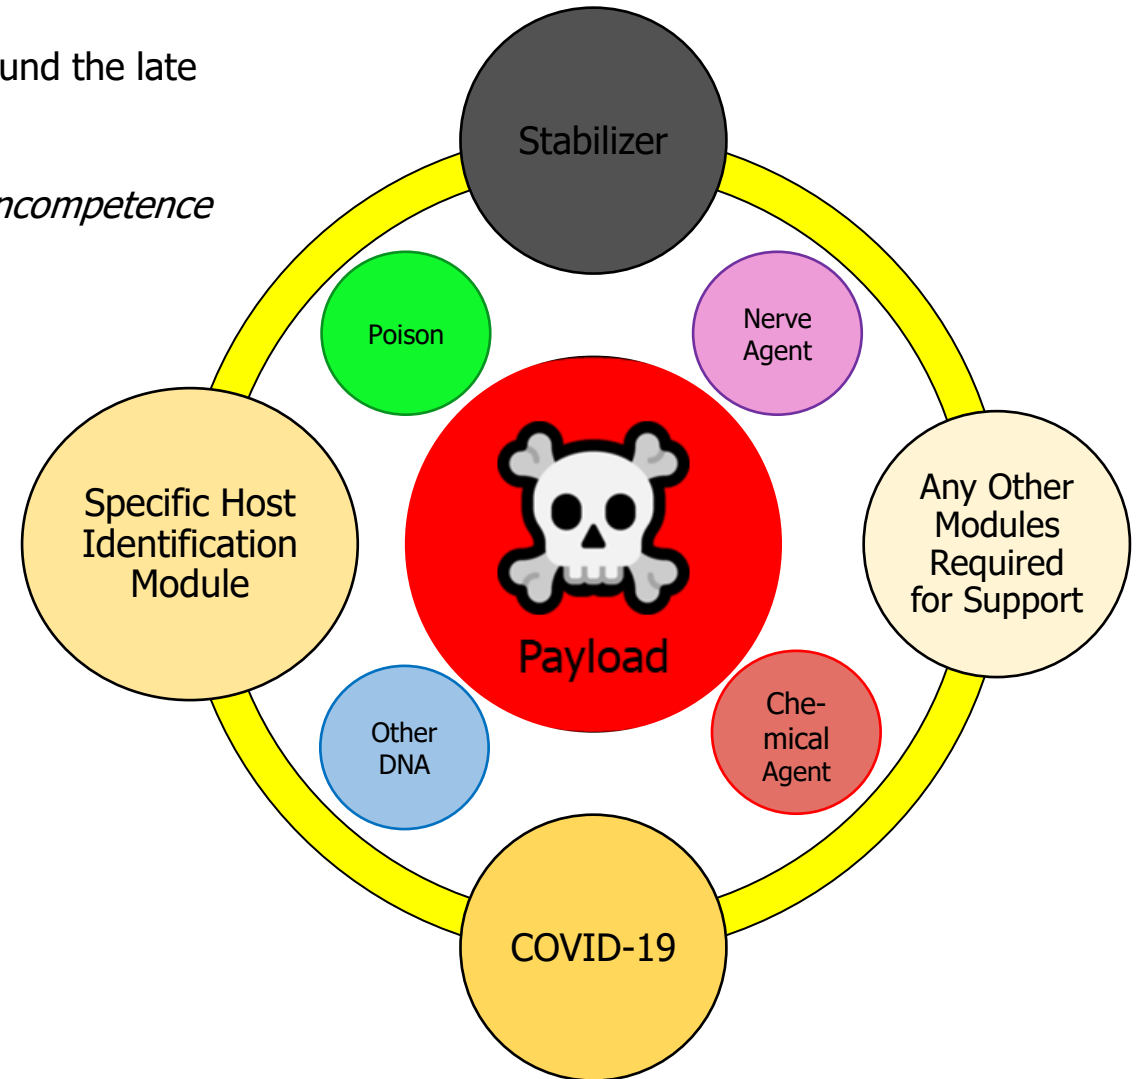 und the late
ncompetence
Stabilizer
Poison
Nerve
Agent
Specific Host
Identification
Module
Payload
Any Other
Modules
Required
for Support
Other
DNA
Che-
mical
Agent
COVID-19